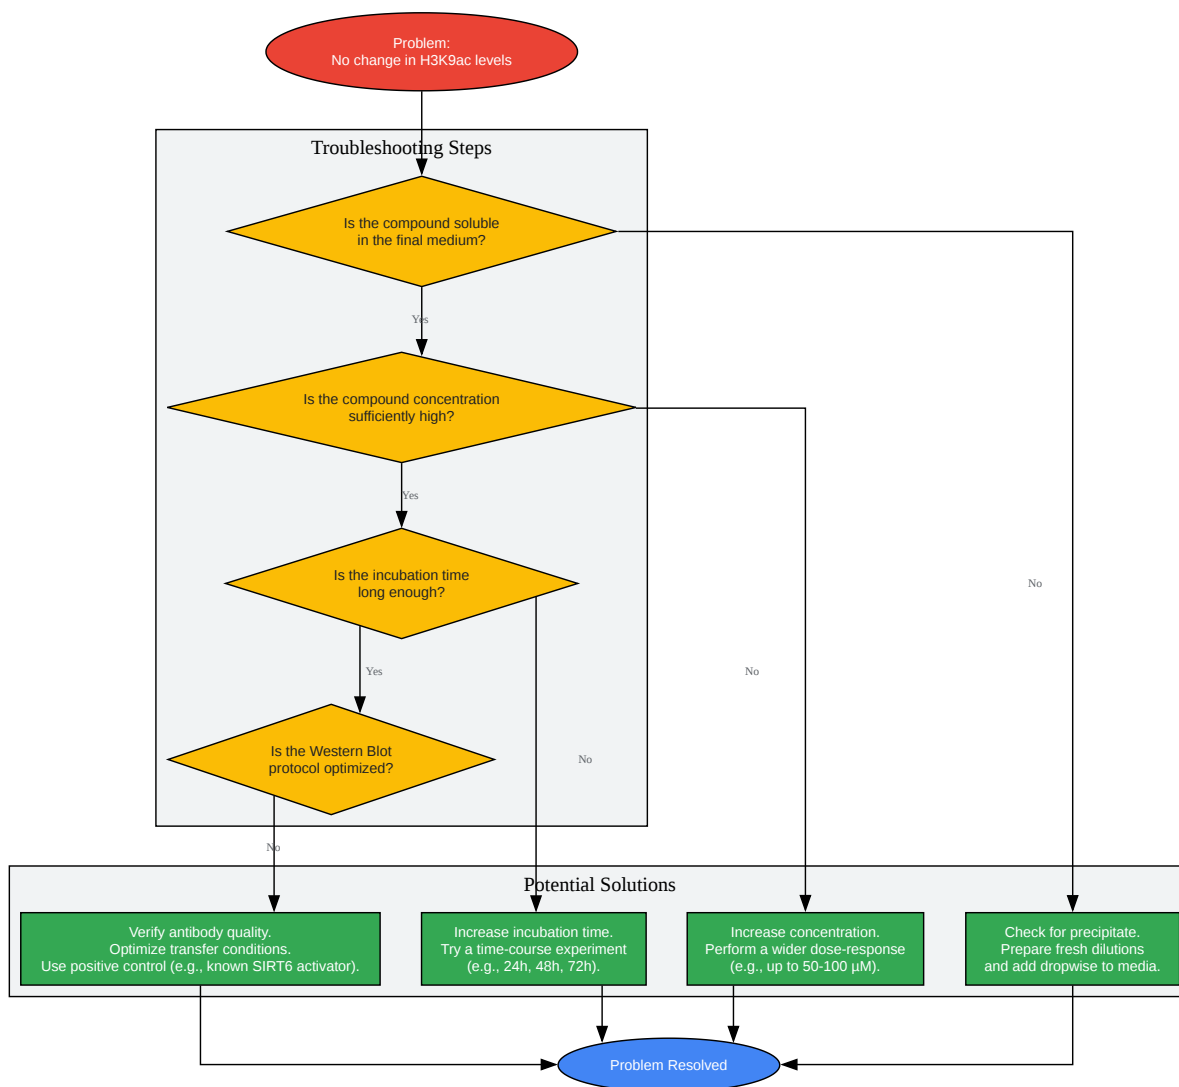 Problem:
No change in H3K9ac levels
Troubleshooting Steps
Is the compound soluble
in the final medium?
Yes
Is the compound concentration
sufficiently high?
Yes
Is the incubation time
long enough?
No
Yes
No
Is the Western Blot
protocol optimized?
No
No
Potential Solutions
Verify antibody quality.
Optimize transfer conditions.
Use positive control (e.g., known SIRT6 activator).
Increase incubation time.
Try a time-course experiment
(e.g., 24h, 48h, 72h).
Increase concentration.
Perform a wider dose-response
(e.g., up to 50-100 µM).
Check for precipitate.
Prepare fresh dilutions
and add dropwise to media.
Problem Resolved